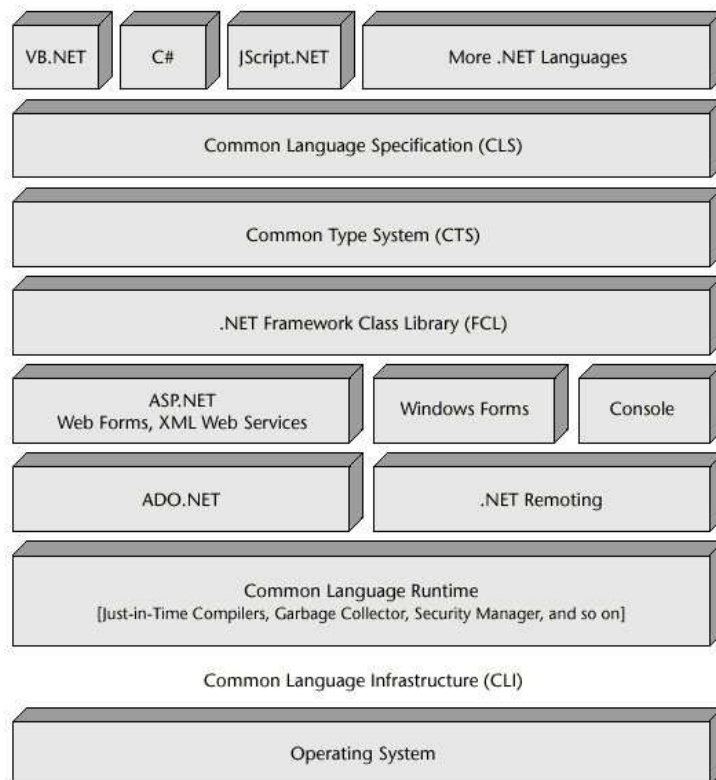 VB.NET
C#
JScript.NET
More .NET Languages
Common Language Specification (CLS)
Common Type System (CTS)
.NET Framework Class Library (FCL)
ASP.NET
Web Forms, XML Web Services
Windows Forms
Console
ADO.NET
.NET Remoting
Common Language Runtime
[Just-in-Time Compilers, Garbage Collector, Security Manager, and so on]
Common Language Infrastructure (CLI)
Operating System